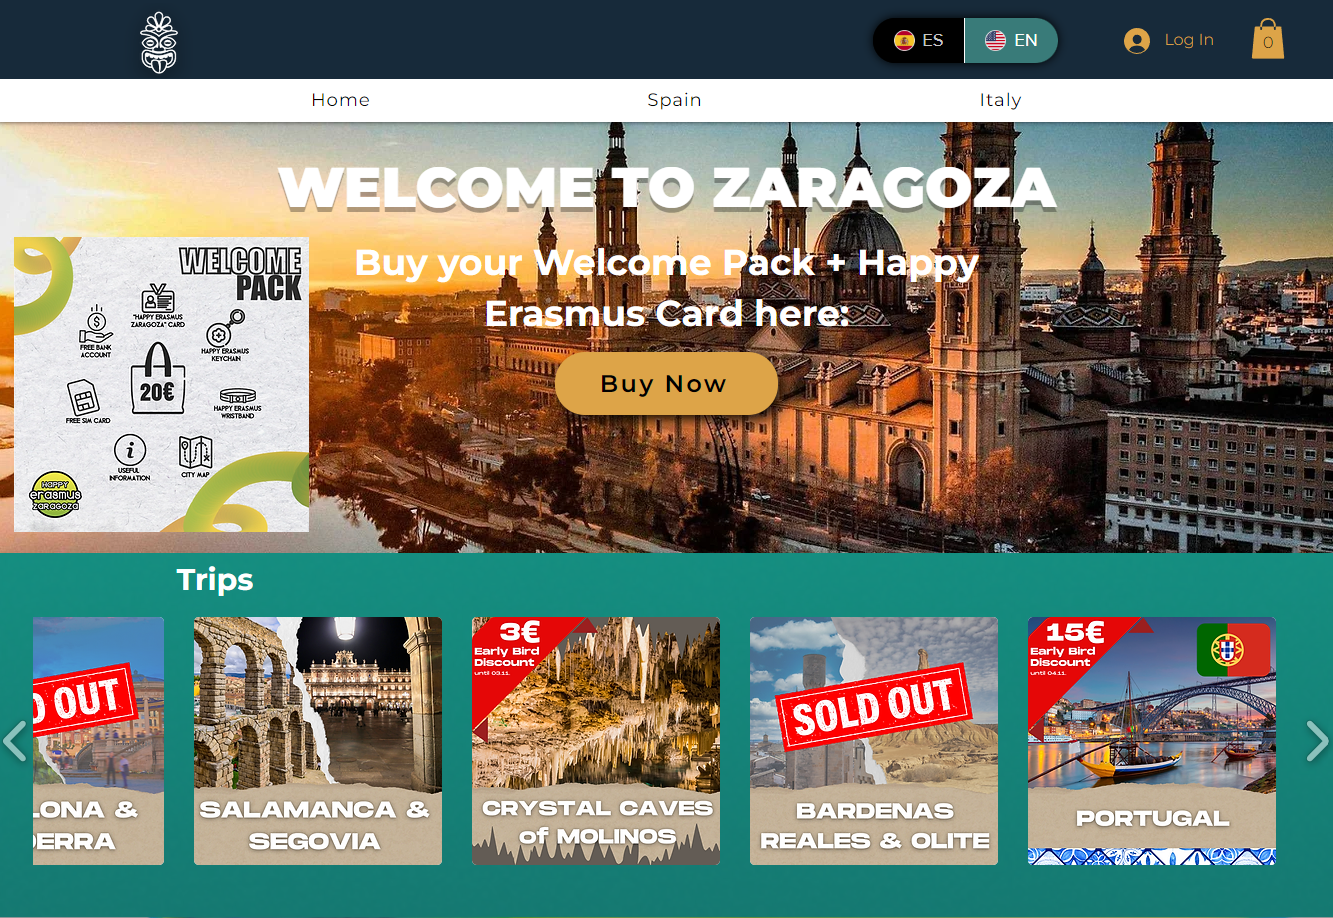 ES
EN
Log In
0
Home
Spain
Italy
WELCOME TO ZARAGOZA
Buy your Welcome Pack + Happy
Erasmus Card here:
Buy Now
WELCOME
PACK
"HAPPY ERASMUS
ZARAGOZA" CARD
FREE BANK
ACCOUNT
HAPPY ERASMUS
KEYCHAIN
20€
FREE SIM CARD
HAPPY ERASMUS
WRISTBAND
USEFUL
INFORMATION
CITY MAP
HAPPY
erasmus
ZARAGOZA
Trips
D OUT
LONA &
DERRA
SALAMANCA &
SEGOVIA
3€
Early Bird
Discount
until 03.11.
CRYSTAL CAVES
of MOLINOS
SOLD OUT
BARDENAS
REALES & OLITE
15€
Early Bird
Discount
until 04.11.
PORTUGAL